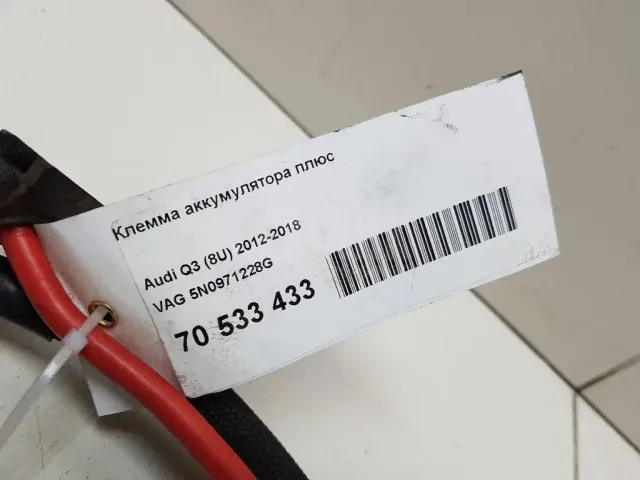 Клемма аккумулятора плюс
Audi Q3 (8U) 2012-2018
VAG 5N0971228G
70 533 433